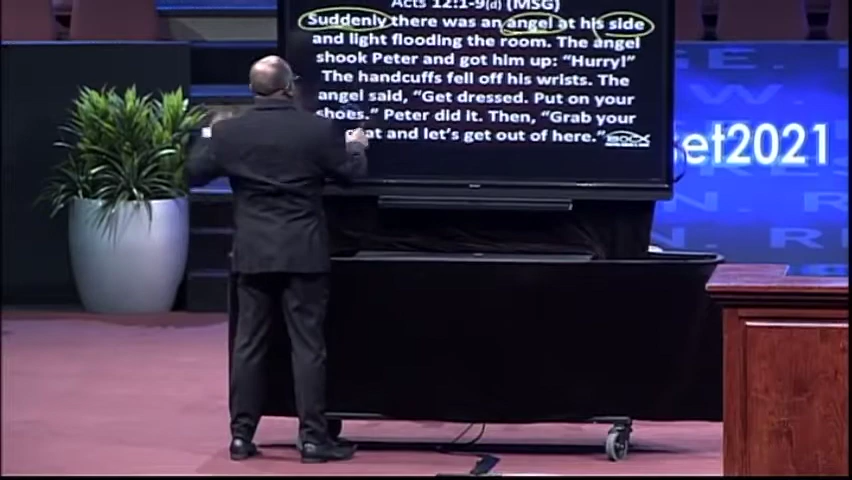 Acts 12:1-9(d) (MSG)
Suddenly there was an angel at his side
and light flooding the room. The angel
shook Peter and got him up: "Hurry!"
The handcuffs fell off his wrists. The
angel said, "Get dressed. Put on your
shoes." Peter did it. Then, "Grab your
and let's get out of here."
et2021